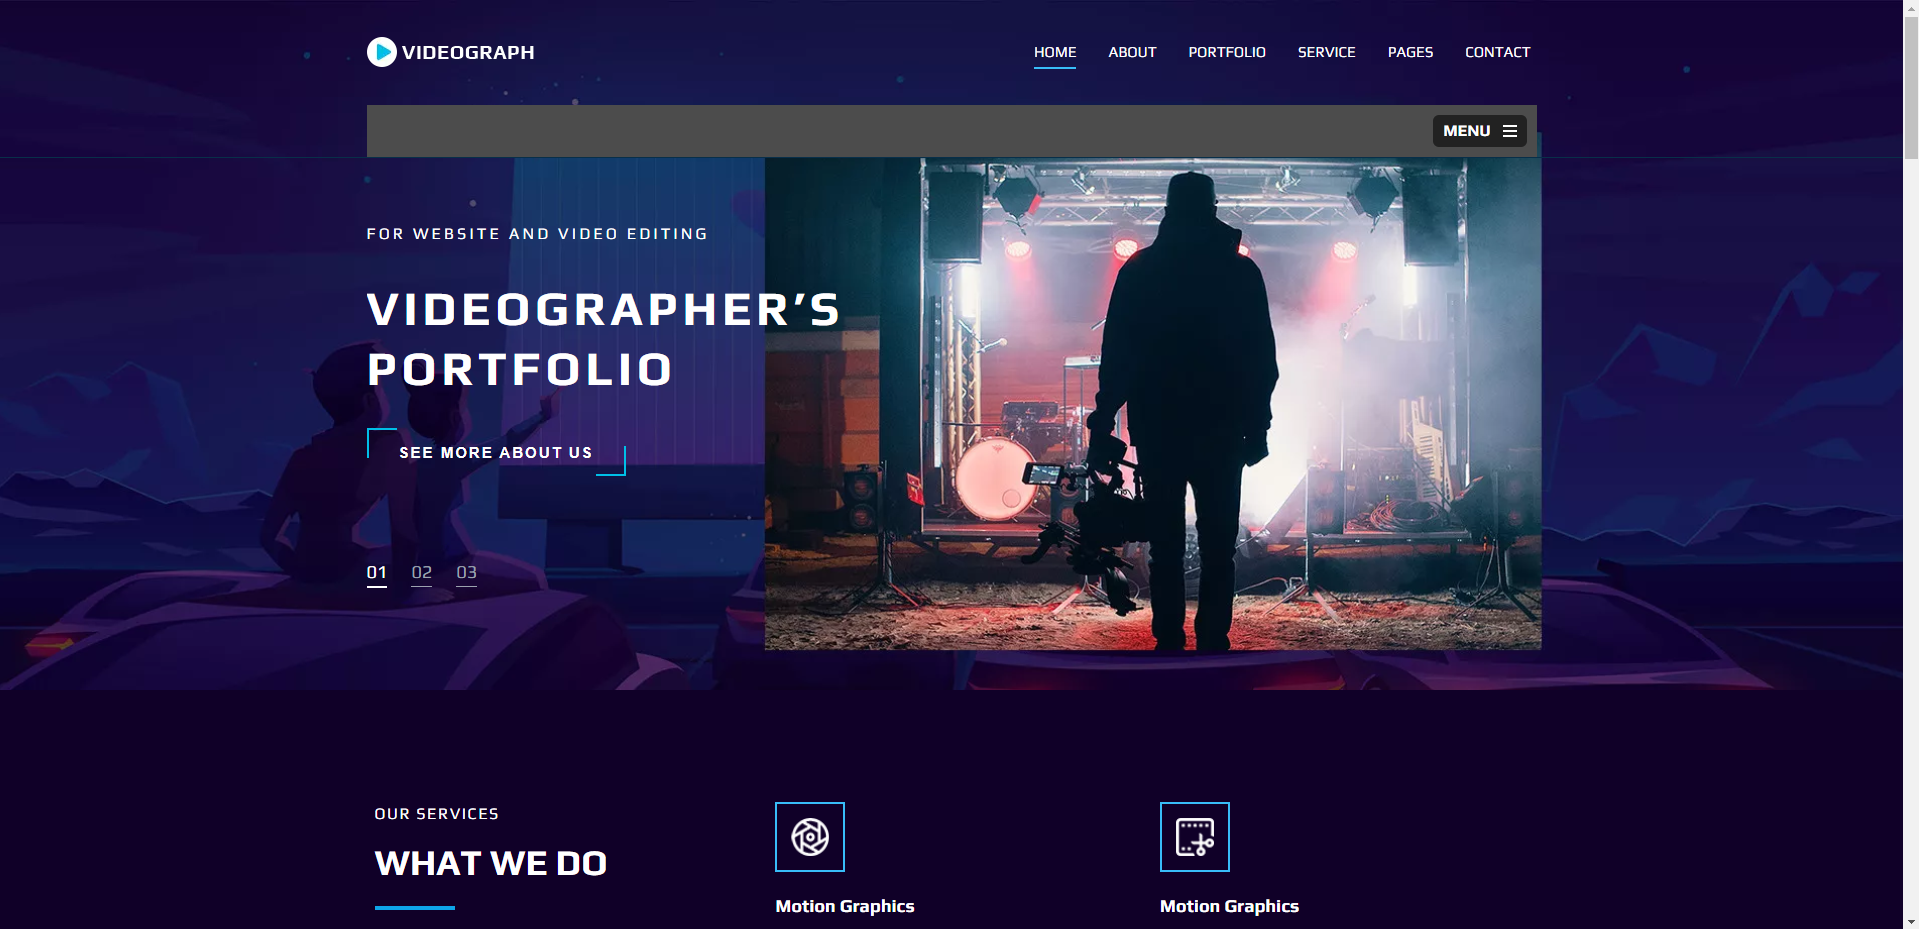 VIDEOGRAPH
HOME ABOUT PORTFOLIO SERVICE PAGES CONTACT
MENU
FOR WEBSITE AND VIDEO EDITING
VIDEOGRAPHER’S
PORTFOLIO
SEE MORE ABOUT US
01 02 03
OUR SERVICES
WHAT WE DO
Motion Graphics
Motion Graphics